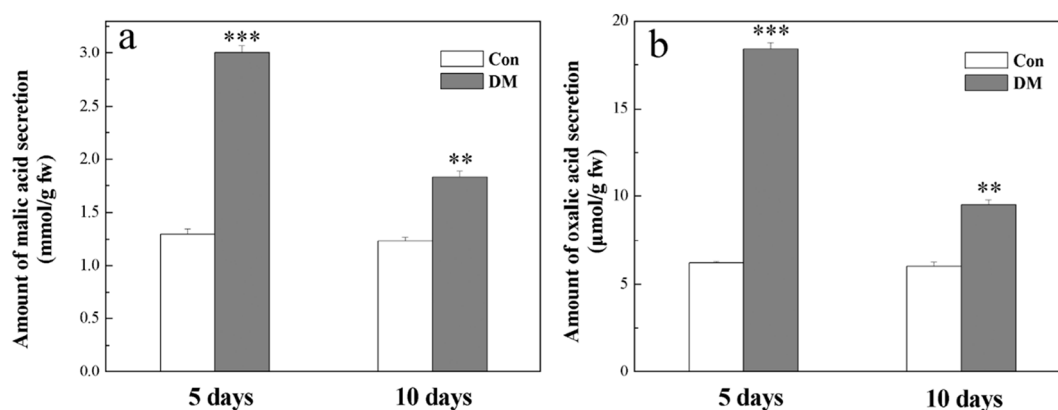 a
Amount of malic acid secretion
(mmol/g fw)
3.0
2.5
2.0
1.5
1.0
0.5
0.0
***
**
Con
DM
5 days
10 days
b
Amount of oxalic acid secretion
(μmol/g fw)
20
15
10
5
0
***
**
Con
DM
5 days
10 days